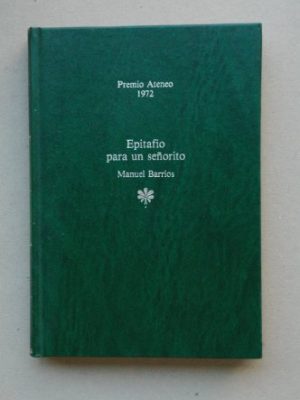 Premio Ateneo
1972
Epitafio
para un señorito
Manuel Barrios